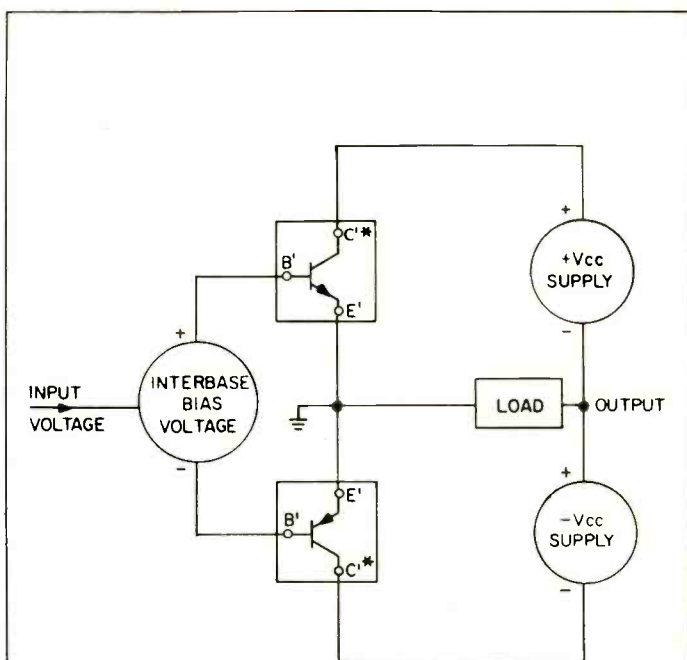 C'*
B'
E'
+
+Vcc
SUPPLY
-
+
INTERBASE
BIAS
VOLTAGE
-
INPUT
VOLTAGE
LOAD
OUTPUT
E'
B'
C'*
+
-Vcc
SUPPLY
-